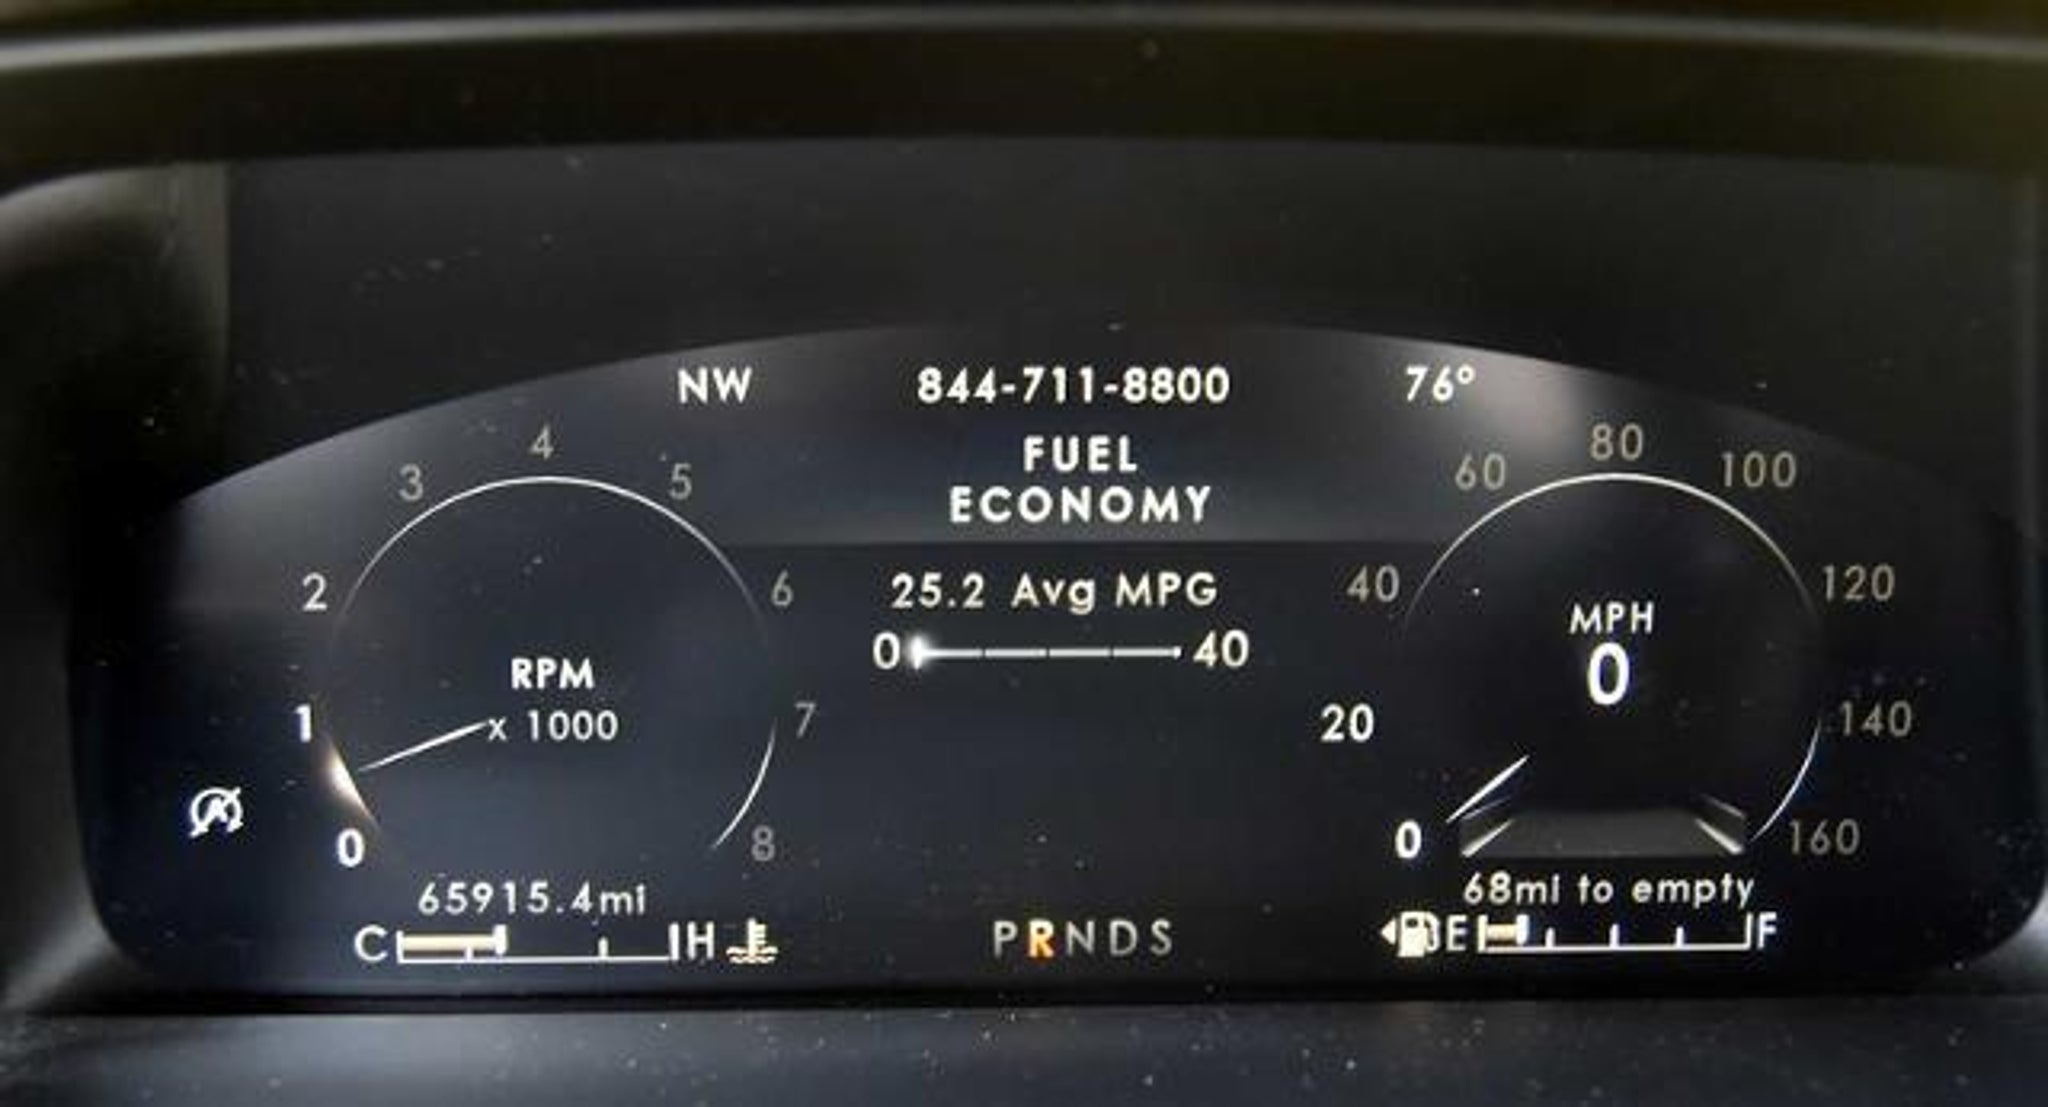 NW 844-711-8800 76°
FUEL
ECONOMY
25.2 Avg MPG
0 40
0 1 2 3 4 5 6 7 8
RPM
x 1000
0 20 40 60 80 100 120 140 160
MPH
0
65915.4mi
C H
PRNDS
68mi to empty
E F